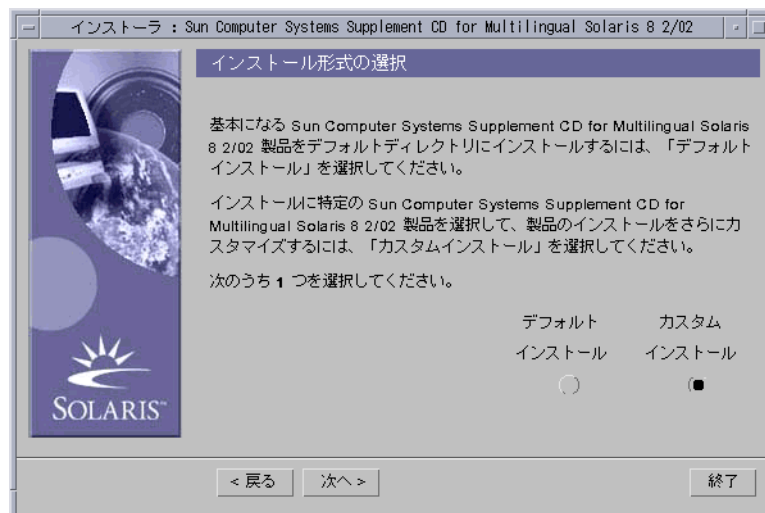 インストーラ : Sun Computer Systems Supplement CD for Multilingual Solaris 8 2/02
インストール形式の選択
基本になる Sun Computer Systems Supplement CD for Multilingual Solaris
8 2/02 製品をデフォルトディレクトリにインストールするには、「デフォルト
インストール」を選択してください。
インストールに特定の Sun Computer Systems Supplement CD for
Multilingual Solaris 8 2/02 製品を選択して、製品のインストールをさらにカ
スタマイズするには、「カスタムインストール」を選択してください。
次のうち 1 つを選択してください。
デフォルト カスタム
インストール インストール
SOLARIS™
< 戻る 次へ > 終了